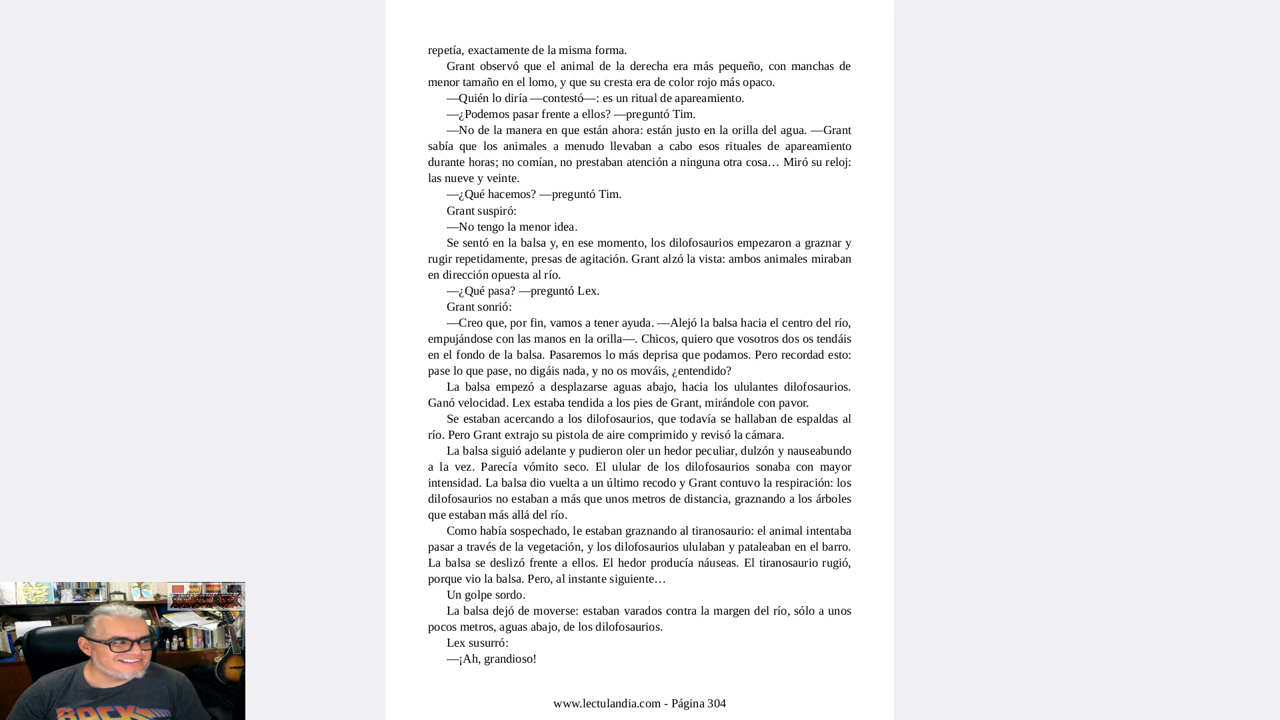 repetía, exactamente de la misma forma.
Grant observó que el animal de la derecha era más pequeño, con manchas de
menor tamaño en el lomo, y que su cresta era de color rojo más opaco.
—Quién lo diría —contestó—: es un ritual de apareamiento.
—¿Podemos pasar frente a ellos? —preguntó Tim.
—No de la manera en que están ahora: están justo en la orilla del agua. —Grant
sabía que los animales a menudo llevaban a cabo esos rituales de apareamiento
durante horas; no comían, no prestaban atención a ninguna otra cosa… Miró su reloj:
las nueve y veinte.
—¿Qué hacemos? —preguntó Tim.
Grant suspiró:
—No tengo la menor idea.
Se sentó en la balsa y, en ese momento, los dilofosaurios empezaron a graznar y
rugir repetidamente, presas de agitación. Grant alzó la vista: ambos animales miraban
en dirección opuesta al río.
—¿Qué pasa? —preguntó Lex.
Grant sonrió:
—Creo que, por fin, vamos a tener ayuda. —Alejó la balsa hacia el centro del río,
empujándose con las manos en la orilla—. Chicos, quiero que vosotros dos os tendáis
en el fondo de la balsa. Pasaremos lo más deprisa que podamos. Pero recordad esto:
pase lo que pase, no digáis nada, y no os mováis, ¿entendido?
La balsa empezó a desplazarse aguas abajo, hacia los ululantes dilofosaurios.
Ganó velocidad. Lex estaba tendida a los pies de Grant, mirándole con pavor.
Se estaban acercando a los dilofosaurios, que todavía se hallaban de espaldas al
río. Pero Grant extrajo su pistola de aire comprimido y revisó la cámara.
La balsa siguió adelante y pudieron oler un hedor peculiar, dulzón y nauseabundo
a la vez. Parecía vómito seco. El ulular de los dilofosaurios sonaba con mayor
intensidad. La balsa dio vuelta a un último recodo y Grant contuvo la respiración: los
dilofosaurios no estaban a más que unos metros de distancia, graznando a los árboles
que estaban más allá del río.
Como había sospechado, le estaban graznando al tiranosaurio: el animal intentaba
pasar a través de la vegetación, y los dilofosaurios ululaban y pataleaban en el barro.
La balsa se deslizó frente a ellos. El hedor producía náuseas. El tiranosaurio rugió,
porque vio la balsa. Pero, al instante siguiente…
Un golpe sordo.
La balsa dejó de moverse: estaban varados contra la margen del río, sólo a unos
pocos metros, aguas abajo, de los dilofosaurios.
Lex susurró:
—¡Ah, grandioso!
www.lectulandia.com - Página 304